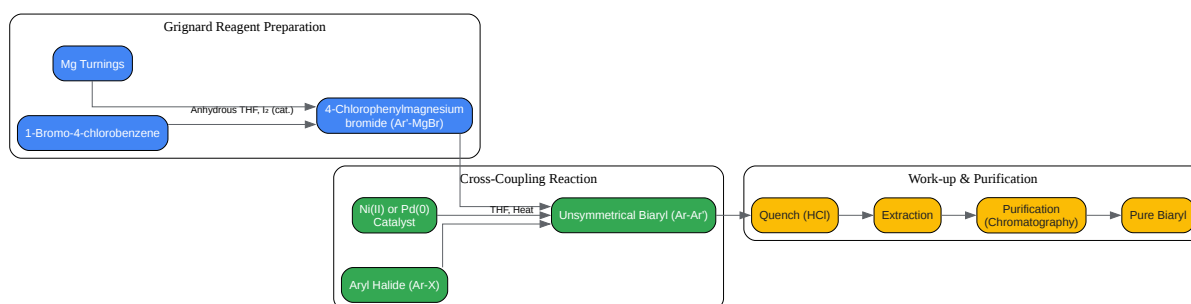 Grignard Reagent Preparation
Mg Turnings
Anhydrous THF, I₂ (cat.)
1-Bromo-4-chlorobenzene
4-Chlorophenylmagnesium
bromide (Ar'-MgBr)
Cross-Coupling Reaction
Ni(II) or Pd(0)
Catalyst
THF, Heat
Unsymmetrical Biaryl (Ar-Ar')
Aryl Halide (Ar-X)
Work-up & Purification
Quench (HCl)
Extraction
Purification
(Chromatography)
Pure Biaryl